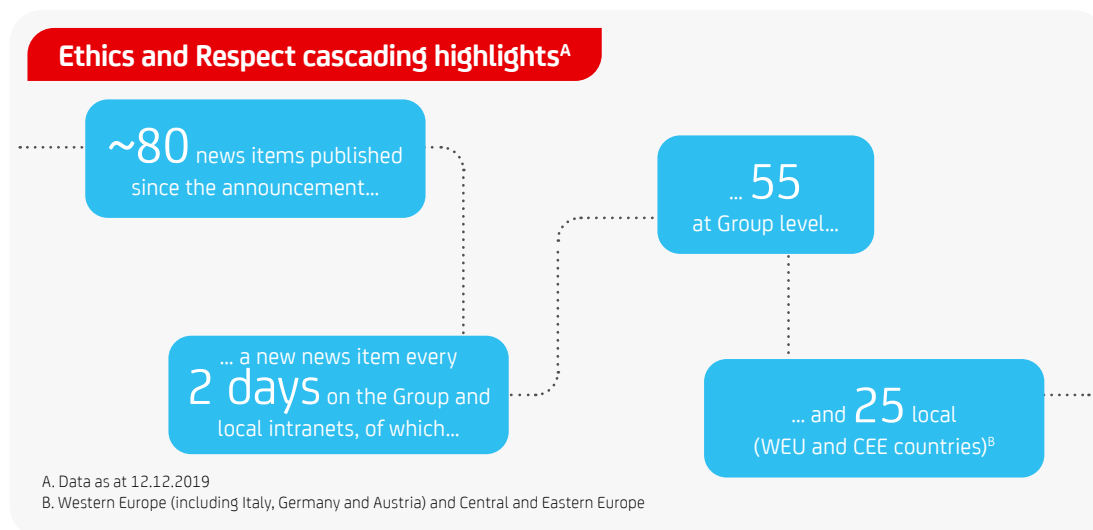 Ethics and Respect cascading highlightsA
~80 news items published
since the announcement...
... a new news item every
2 days on the Group and
local intranets, of which...
... 55
at Group level...
... and 25 local
(WEU and CEE countries)B
A. Data as at 12.12.2019
B. Western Europe (including Italy, Germany and Austria) and Central and Eastern Europe